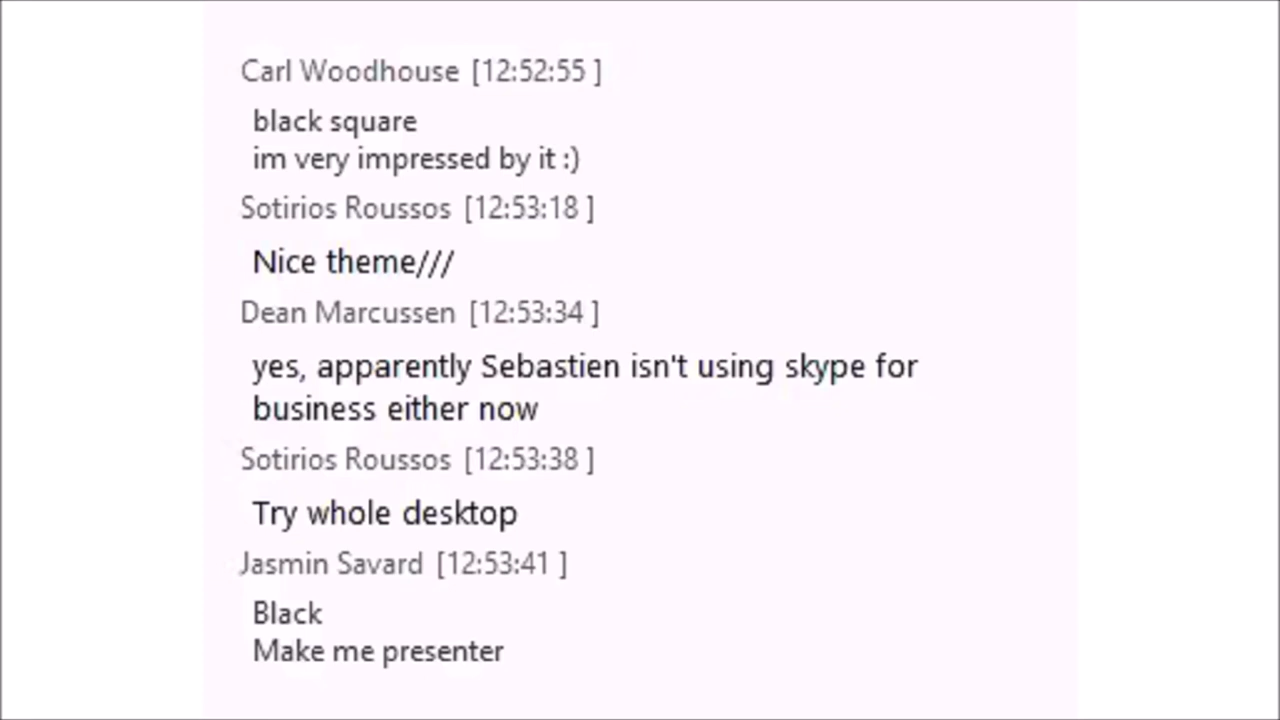 Carl Woodhouse [12:52:55 ]
black square
im very impressed by it :)
Sotirios Roussos [12:53:18 ]
Nice theme///
Dean Marcussen [12:53:34 ]
yes, apparently Sebastien isn't using skype for
business either now
Sotirios Roussos [12:53:38 ]
Try whole desktop
Jasmin Savard [12:53:41 ]
Black
Make me presenter